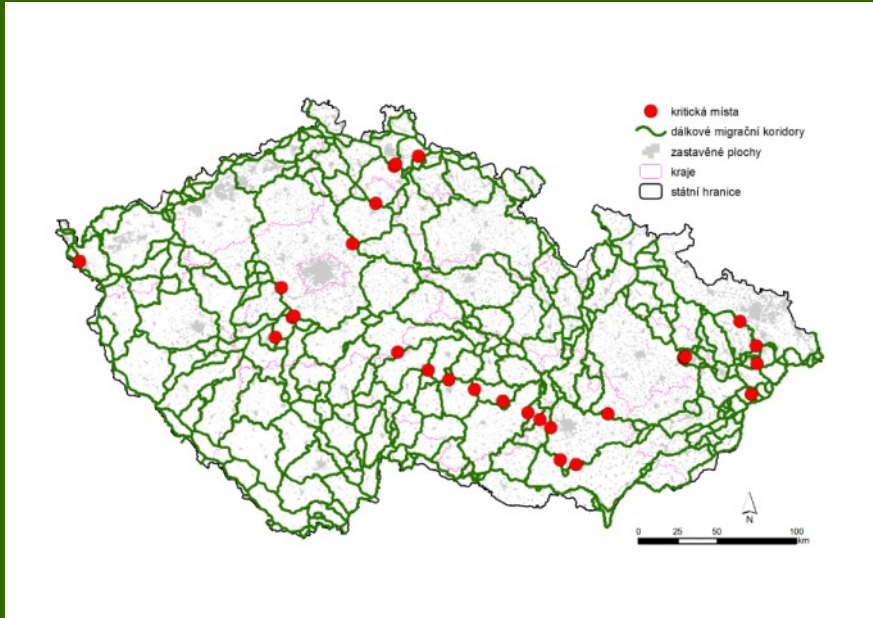 kritická místa
dálkové migrační koridory
zastavěné plochy
kraje
státní hranice
N
0 25 50 100
km